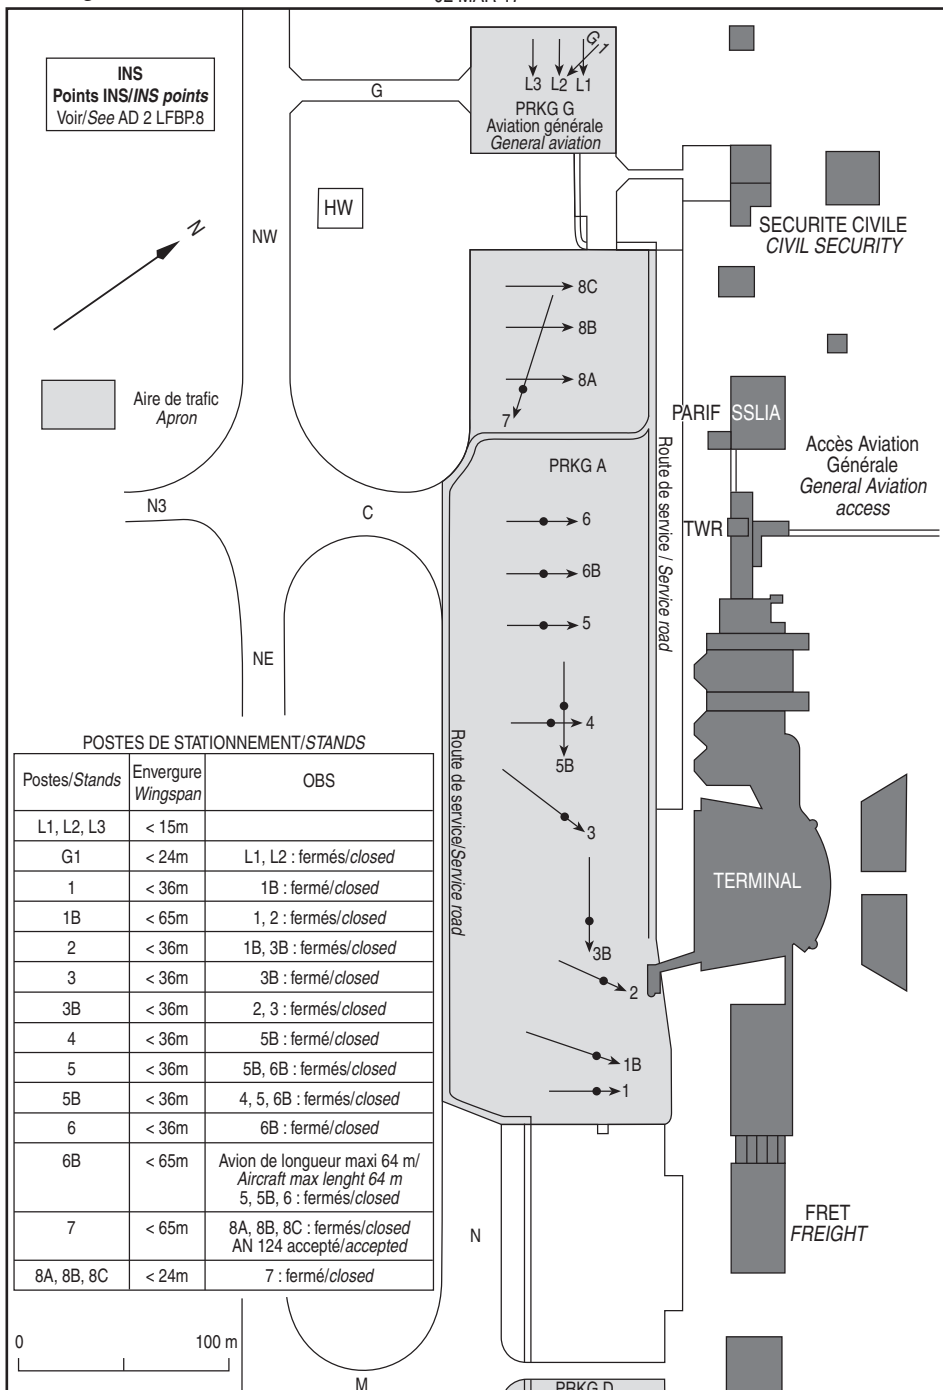 INS
Points INS/INS points
Voir/See AD 2 LFBP.8
N
Aire de trafic
Apron
HW
NW
G
G1
L3 L2 L1
PRKG G
Aviation générale
General aviation
SECURITE CIVILE
CIVIL SECURITY
8C
8B
8A
7
PARIF
SSLIA
PRKG A
Accès Aviation
Générale
General Aviation
access
Route de service / Service road
TWR
N3
C
6
6B
5
NE
4
5B
3
Route de service/Service road
TERMINAL
3B
2
1B
1
POSTES DE STATIONNEMENT/STANDS
Postes/Stands Envergure Wingspan OBS
L1, L2, L3 < 15m
G1 < 24m L1, L2 : fermés/closed
1 < 36m 1B : fermé/closed
1B < 65m 1, 2 : fermés/closed
2 < 36m 1B, 3B : fermés/closed
3 < 36m 3B : fermé/closed
3B < 36m 2, 3 : fermés/closed
4 < 36m 5B : fermé/closed
5 < 36m 5B, 6B : fermés/closed
5B < 36m 4, 5, 6B : fermés/closed
6 < 36m 6B : fermé/closed
6B < 65m Avion de longueur maxi 64 m/
Aircraft max lenght 64 m
5, 5B, 6 : fermés/closed
7 < 65m 8A, 8B, 8C : fermés/closed
AN 124 accepté/accepted
8A, 8B, 8C < 24m 7 : fermé/closed
N
FRET
FREIGHT
0 100 m
M
PRKG D